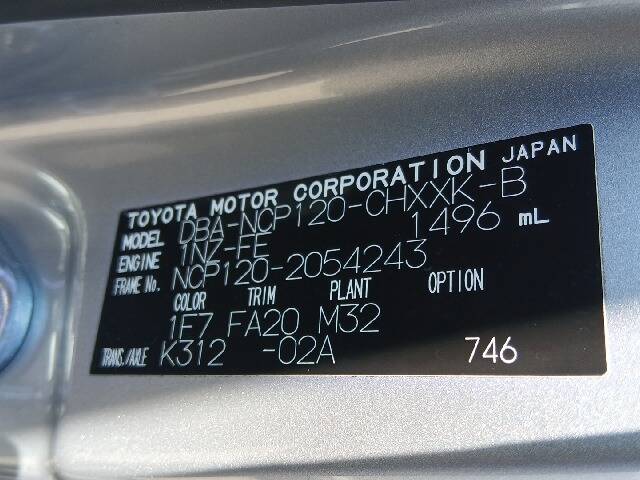 TOYOTA MOTOR CORPORATION JAPAN
MODEL DBA-NCP120-CHXXK-B
ENGINE 1NZ-FE 1496 mL
FRAME No. NCP120-2054243
COLOR TRIM PLANT OPTION
1E7 FA20 M32
TRANS./AXLE K312 -02A 746